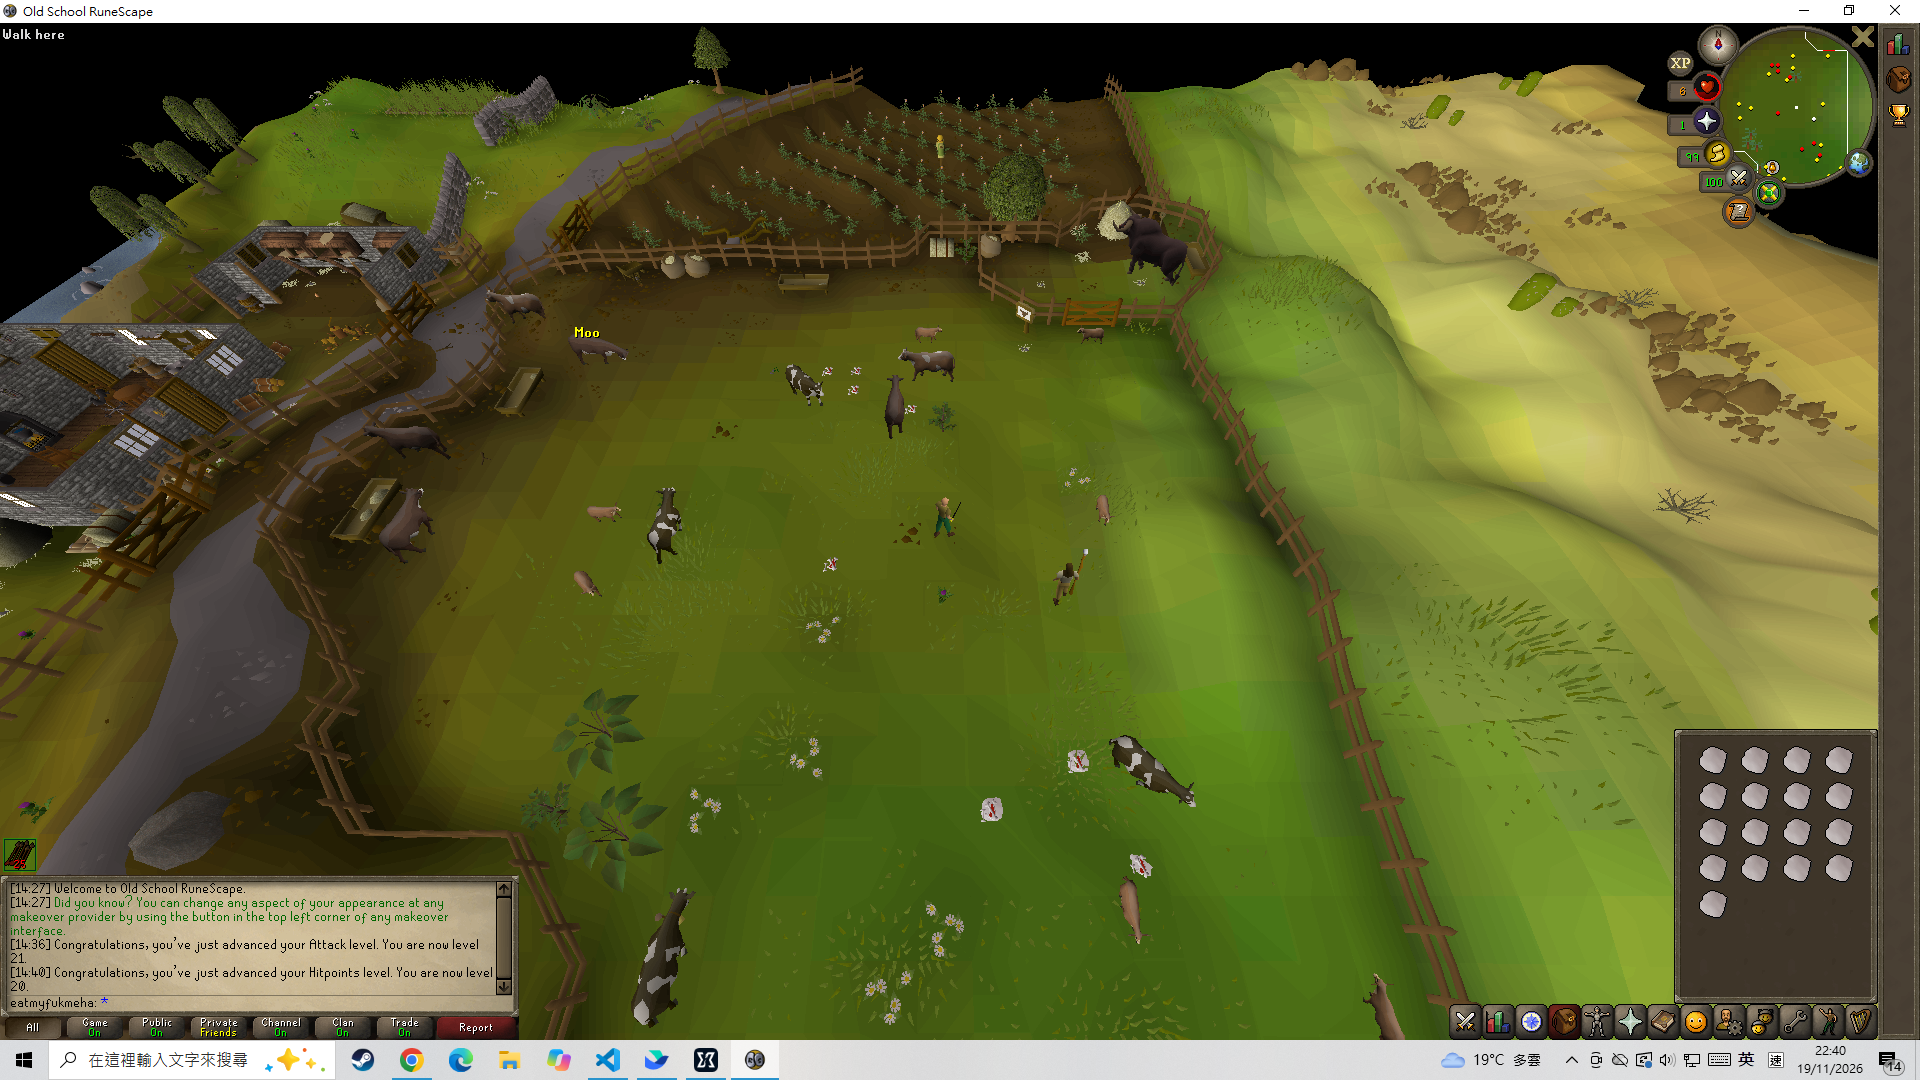 Old School RuneScape
Walk here
N
XP
6
1
99
100
Moo
23
[14:27] Welcome to Old School RuneScape.
[14:27] Did you know? You can change any aspect of your appearance at any
makeover provider by using the button in the top left corner of any makeover
interface.
[14:36] Congratulations, you've just advanced your Attack level. You are now level
21.
[14:40] Congratulations, you've just advanced your Hitpoints level. You are now level
20.
eatmyfukmeha: *
All
Game
On
Public
On
Private
Friends
Channel
On
Clan
On
Trade
On
Report
在這裡輸入文字來搜尋
19°C 多雲
英
速
22:40
19/11/2026
14